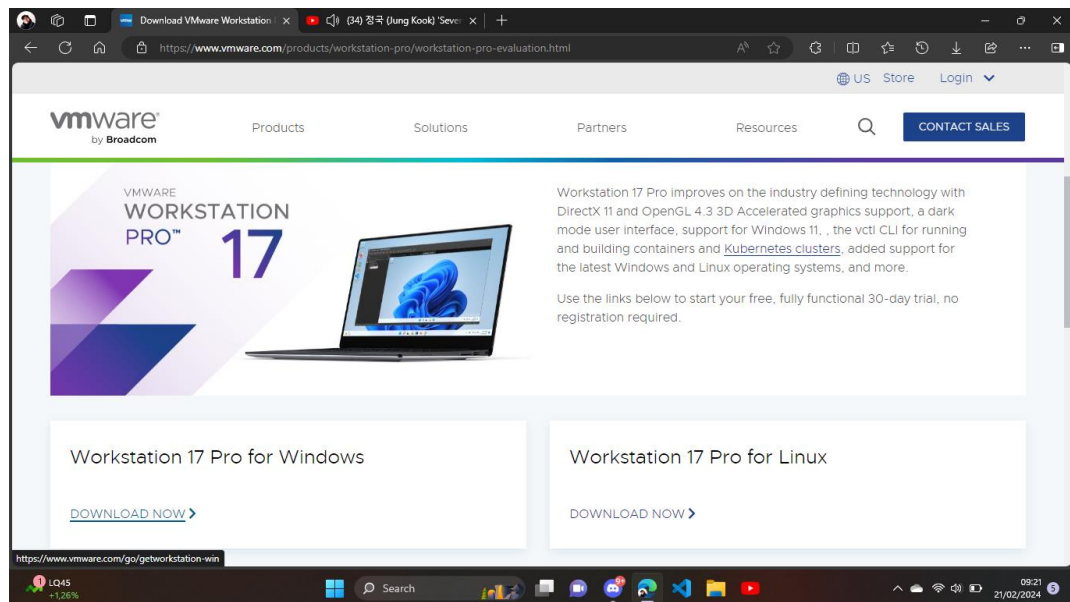 Download VMware Workstation
(34) 정국 (Jung Kook) 'Seven
https://www.vmware.com/products/workstation-pro/workstation-pro-evaluation.html
US Store Login
vmware®
by Broadcom
Products Solutions Partners Resources
CONTACT SALES
VMWARE
WORKSTATION
PRO™ 17
Workstation 17 Pro improves on the industry defining technology with
DirectX 11 and OpenGL 4.3 3D Accelerated graphics support, a dark
mode user interface, support for Windows 11, , the vctl CLI for running
and building containers and Kubernetes clusters, added support for
the latest Windows and Linux operating systems, and more.
Use the links below to start your free, fully functional 30-day trial, no
registration required.
Workstation 17 Pro for Windows
DOWNLOAD NOW
Workstation 17 Pro for Linux
DOWNLOAD NOW
https://www.vmware.com/go/getworkstation-win
1
LQ45
+1,26%
Search
09:21
21/02/2024
5